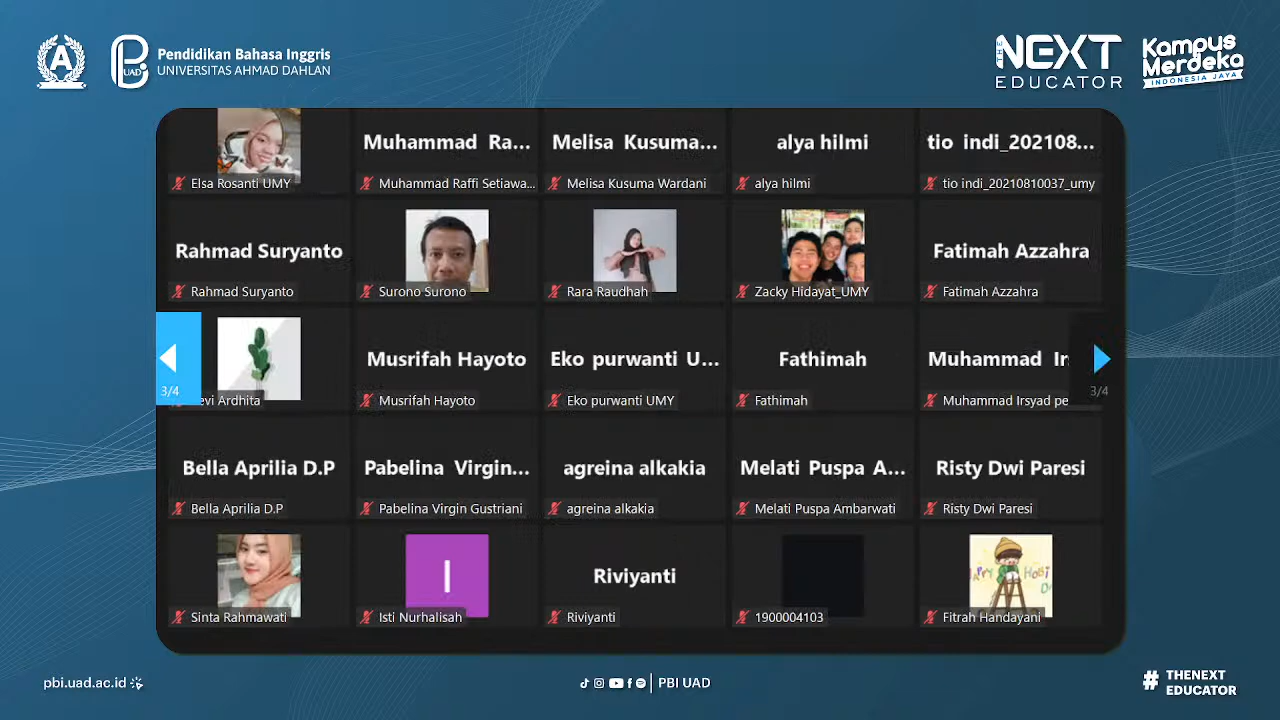 A
UAD
Pendidikan Bahasa Inggris
UNIVERSITAS AHMAD DAHLAN
THE NEXT
EDUCATOR
Kampus
Merdeka
INDONESIA JAYA
Elsa Rosanti UMY
Muhammad Ra...
Muhammad Raffi Setiawa...
Melisa Kusuma...
Melisa Kusuma Wardani
alya hilmi
alya hilmi
tio indi_202108...
tio indi_20210810037_umy
Rahmad Suryanto
Rahmad Suryanto
Surono Surono
Rara Raudhah
Zacky Hidayat_UMY
Fatimah Azzahra
Fatimah Azzahra
3/4
evi Ardhita
Musrifah Hayoto
Musrifah Hayoto
Eko purwanti U...
Eko purwanti UMY
Fathimah
Fathimah
Muhammad Ir
Muhammad Irsyad pe
3/4
Bella Aprilia D.P
Bella Aprilia D.P
Pabelina Virgin...
Pabelina Virgin Gustriani
agreina alkakia
agreina alkakia
Melati Puspa A...
Melati Puspa Ambarwati
Risty Dwi Paresi
Risty Dwi Paresi
Sinta Rahmawati
I
Isti Nurhalisah
Riviyanti
Riviyanti
1900004103
Fitrah Handayani
pbi.uad.ac.id
PBI UAD
# THENEXT
EDUCATOR